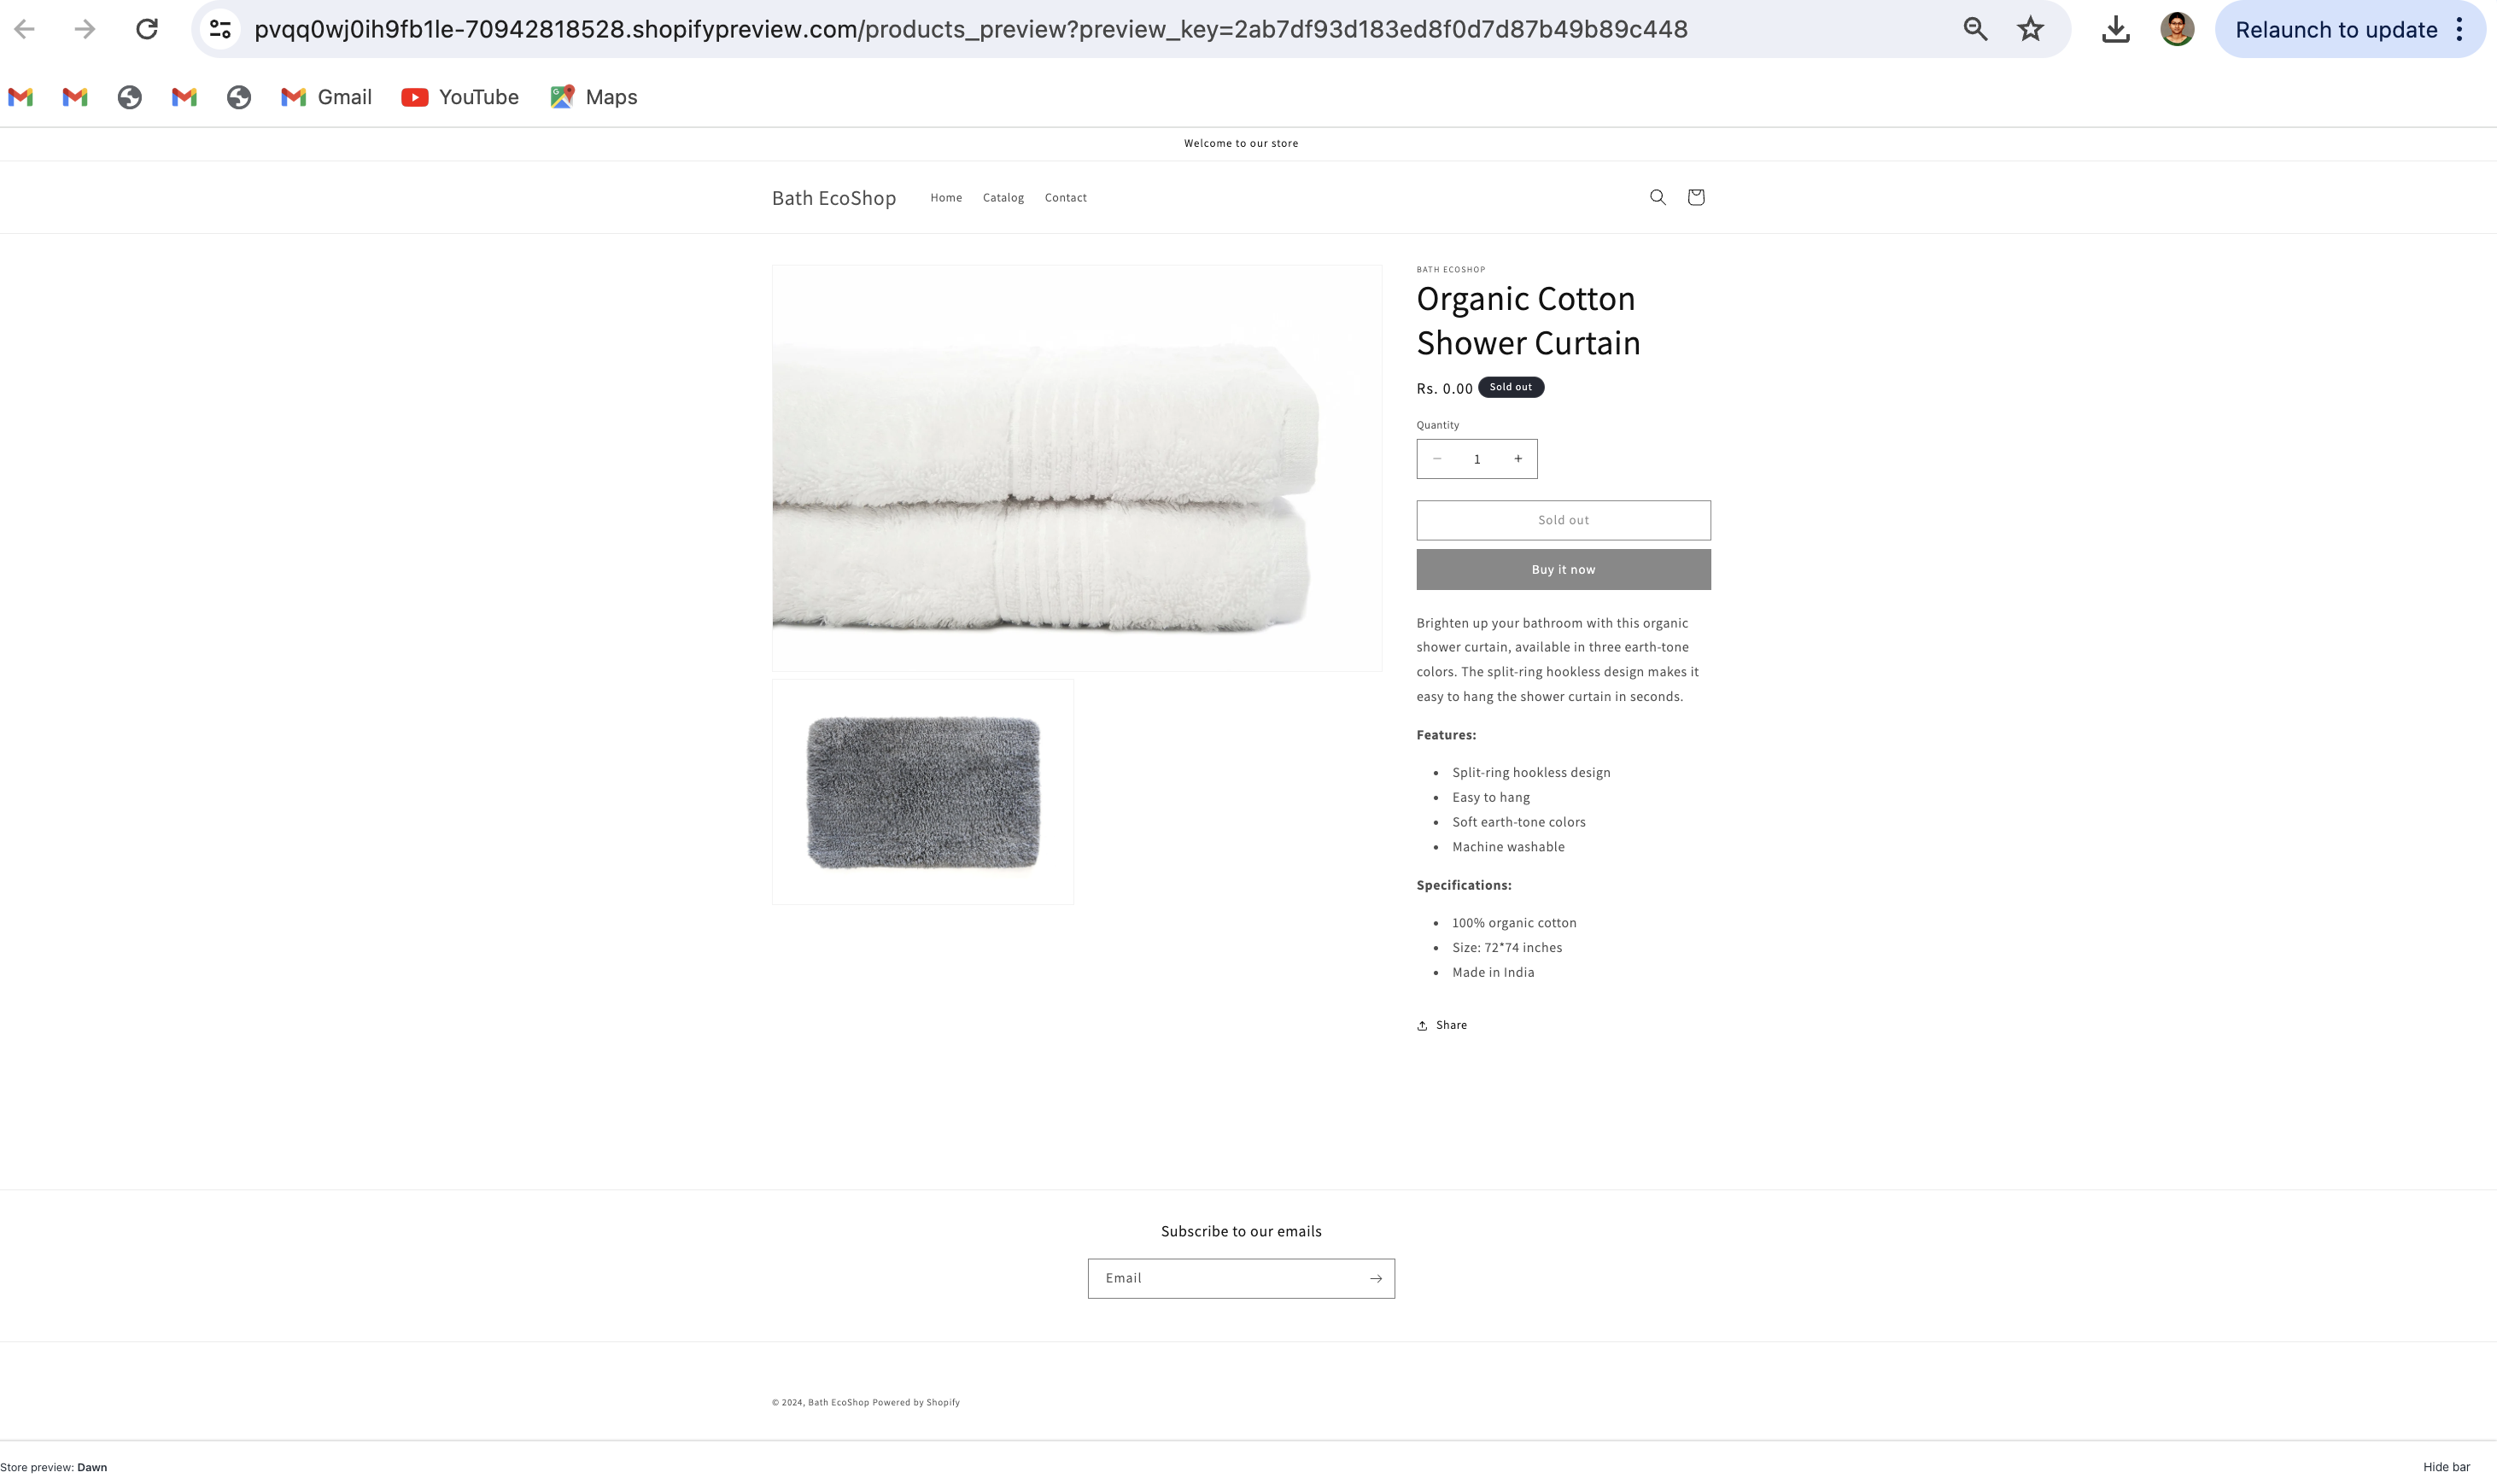 pvqq0wj0ih9fb1le-70942818528.shopifypreview.com/products_preview?preview_key=2ab7df93d183ed8f0d7d87b49b89c448
Relaunch to update
Gmail YouTube Maps
Welcome to our store
Bath EcoShop Home Catalog Contact
BATH ECOSHOP
Organic Cotton
Shower Curtain
Rs. 0.00 Sold out
Quantity
− 1 +
Sold out
Buy it now
Brighten up your bathroom with this organic
shower curtain, available in three earth-tone
colors. The split-ring hookless design makes it
easy to hang the shower curtain in seconds.
Features:
• Split-ring hookless design
• Easy to hang
• Soft earth-tone colors
• Machine washable
Specifications:
• 100% organic cotton
• Size: 72*74 inches
• Made in India
Share
Subscribe to our emails
Email
© 2024, Bath EcoShop Powered by Shopify
Store preview: Dawn Hide bar